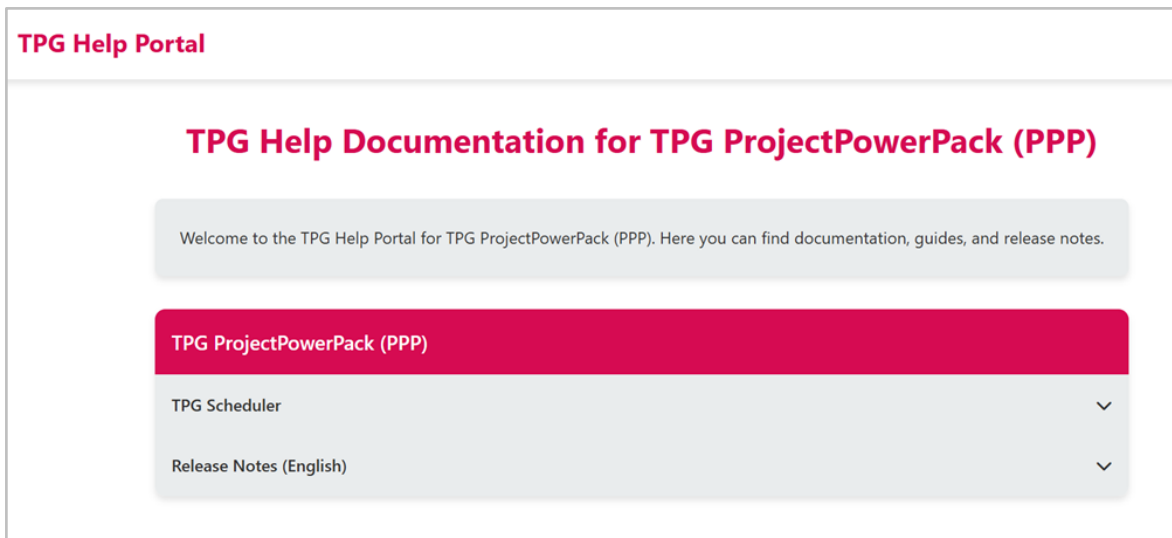 TPG Help Portal
TPG Help Documentation for TPG ProjectPowerPack (PPP)
Welcome to the TPG Help Portal for TPG ProjectPowerPack (PPP). Here you can find documentation, guides, and release notes.
TPG ProjectPowerPack (PPP)
TPG Scheduler
Release Notes (English)